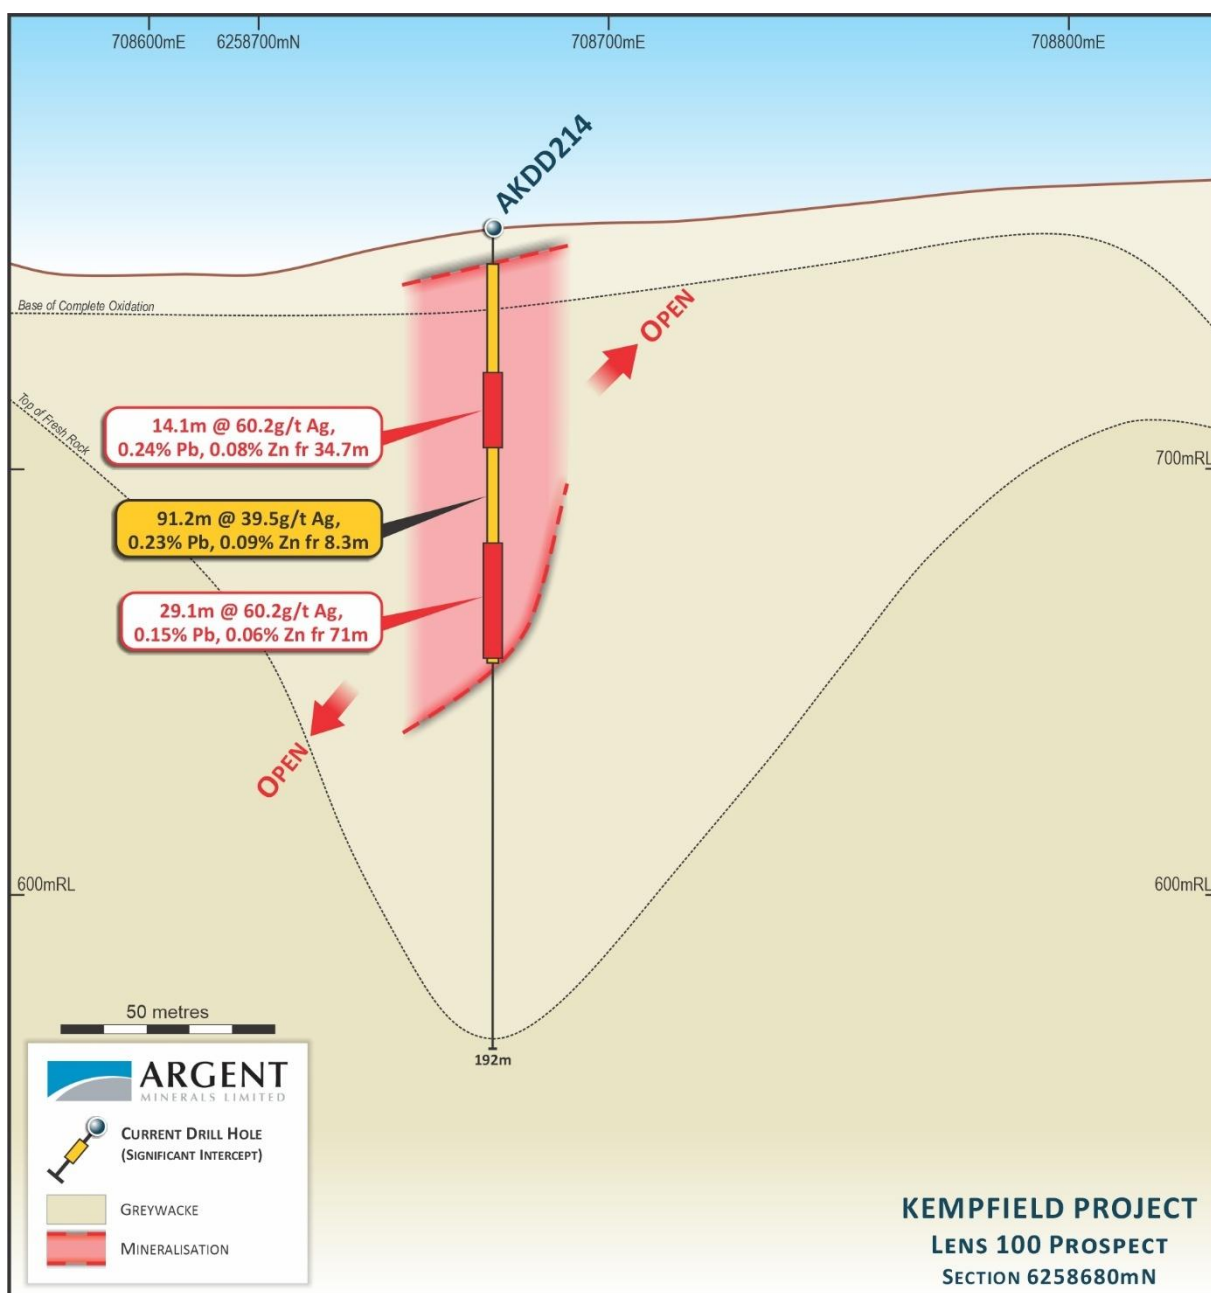 708600mE 6258700mN 708700mE 708800mE
AKDD214
Base of Complete Oxidation
OPEN
Top of Fresh Rock
14.1m @ 60.2g/t Ag,
0.24% Pb, 0.08% Zn fr 34.7m
700mRL
91.2m @ 39.5g/t Ag,
0.23% Pb, 0.09% Zn fr 8.3m
29.1m @ 60.2g/t Ag,
0.15% Pb, 0.06% Zn fr 71m
OPEN
600mRL 600mRL
50 metres
192m
ARGENT
MINERALS LIMITED
CURRENT DRILL HOLE
(SIGNIFICANT INTERCEPT)
GREYWACKE
MINERALISATION
KEMPFIELD PROJECT
LENS 100 PROSPECT
SECTION 6258680mN